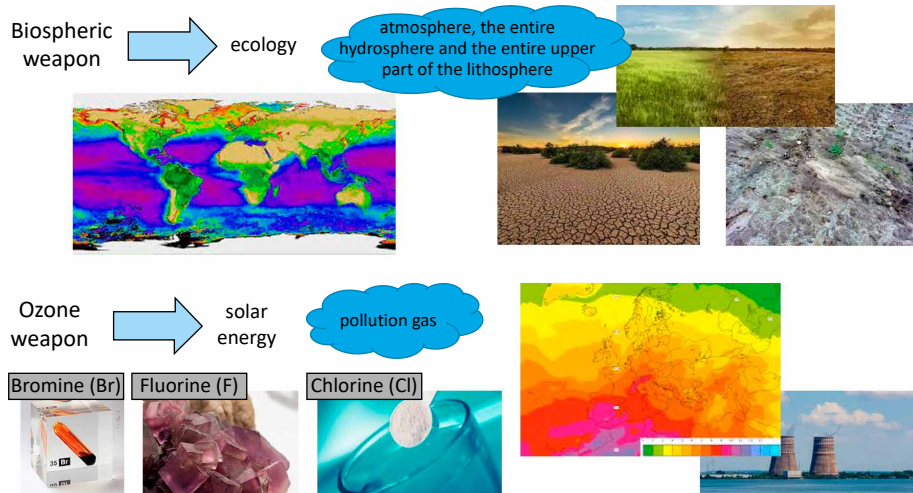 Biospheric
weapon
ecology
atmosphere, the entire
hydrosphere and the entire upper
part of the lithosphere
Ozone
weapon
solar
energy
pollution gas
Bromine (Br)
Fluorine (F)
Chlorine (Cl)
35 Br